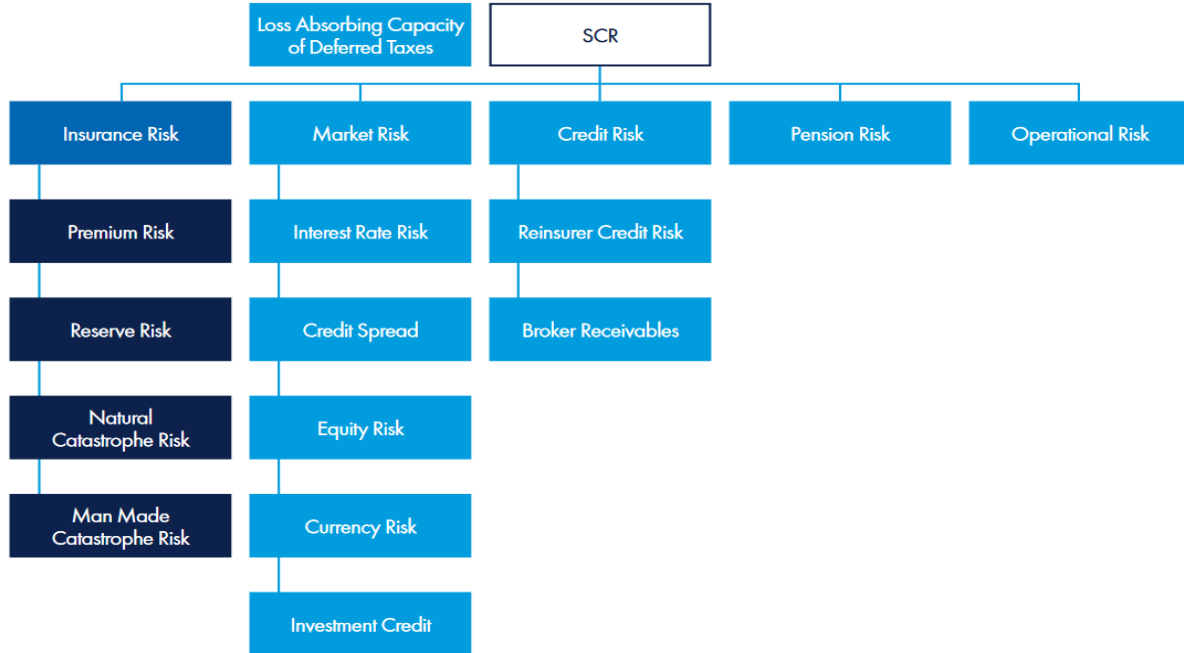 Loss Absorbing Capacity
of Deferred Taxes
SCR
Insurance Risk
Market Risk
Credit Risk
Pension Risk
Operational Risk
Premium Risk
Interest Rate Risk
Reinsurer Credit Risk
Reserve Risk
Credit Spread
Broker Receivables
Natural
Catastrophe Risk
Equity Risk
Man Made
Catastrophe Risk
Currency Risk
Investment Credit